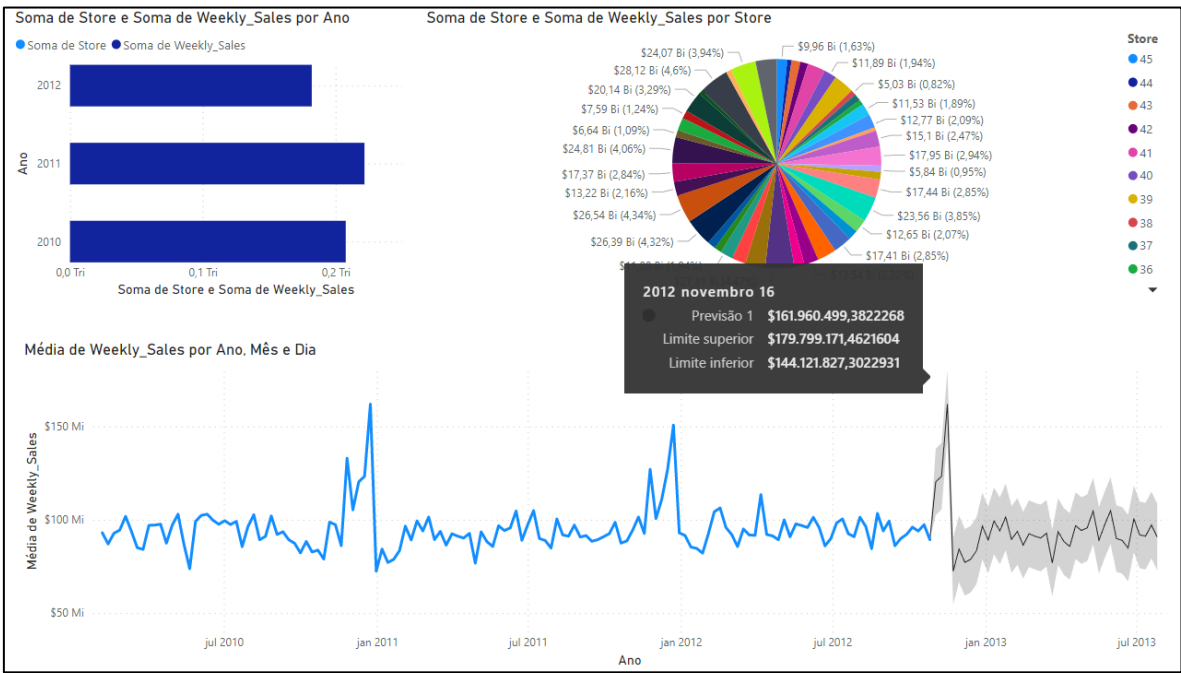 Soma de Store e Soma de Weekly_Sales por Ano
Soma de Store Soma de Weekly_Sales
2012
2011
2010
Ano
0,0 Tri 0,1 Tri 0,2 Tri
Soma de Store e Soma de Weekly_Sales
Soma de Store e Soma de Weekly_Sales por Store
$9,96 Bi (1,63%)
$11,89 Bi (1,94%)
$5,03 Bi (0,82%)
$11,53 Bi (1,89%)
$12,77 Bi (2,09%)
$15,1 Bi (2,47%)
$17,95 Bi (2,94%)
$5,84 Bi (0,95%)
$17,44 Bi (2,85%)
$23,56 Bi (3,85%)
$12,65 Bi (2,07%)
$17,41 Bi (2,85%)
$24,07 Bi (3,94%)
$28,12 Bi (4,6%)
$20,14 Bi (3,29%)
$7,59 Bi (1,24%)
$6,64 Bi (1,09%)
$24,81 Bi (4,06%)
$17,37 Bi (2,84%)
$13,22 Bi (2,16%)
$26,54 Bi (4,34%)
$26,39 Bi (4,32%)
Store
45
44
43
42
41
40
39
38
37
36
2012 novembro 16
Previsão 1 $161.960.499,3822268
Limite superior $179.799.171,4621604
Limite inferior $144.121.827,3022931
Média de Weekly_Sales por Ano, Mês e Dia
Média de Weekly_Sales
$150 Mi
$100 Mi
$50 Mi
jul 2010 jan 2011 jul 2011 jan 2012 jul 2012 jan 2013 jul 2013
Ano